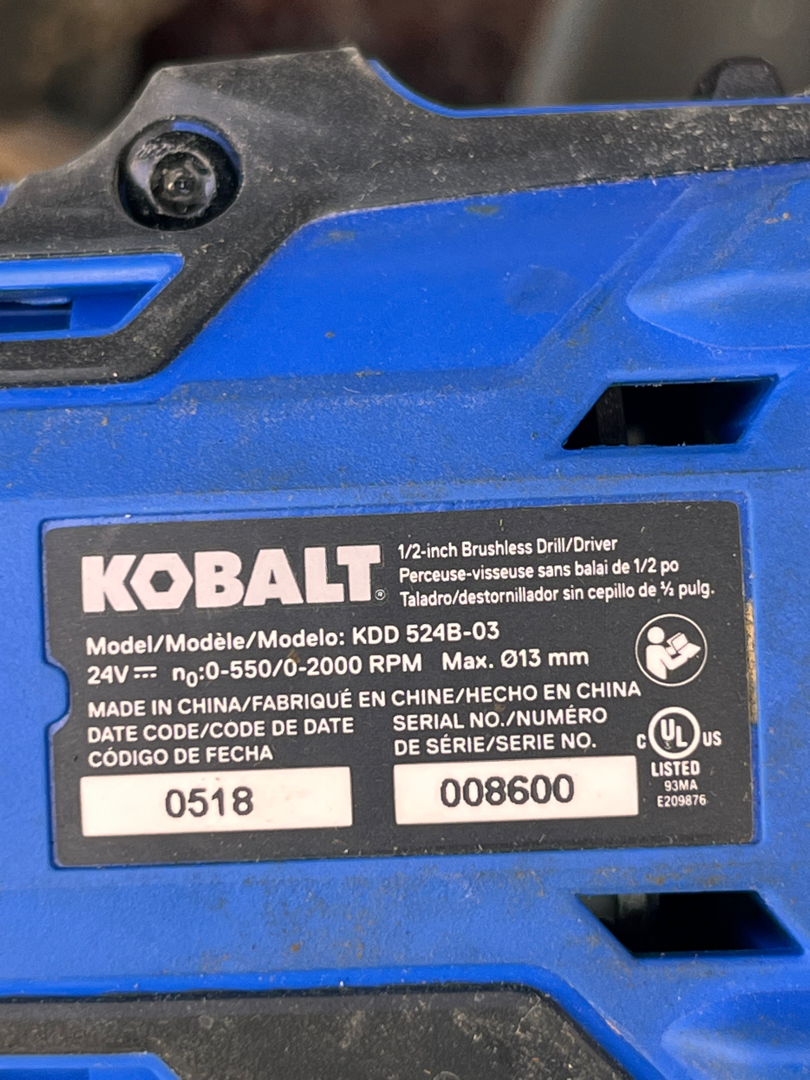 KOBALT®
1/2-inch Brushless Drill/Driver
Perceuse-visseuse sans balai de 1/2 po
Taladro/destornillador sin cepillo de ½ pulg.
Model/Modèle/Modelo: KDD 524B-03
24V⎓ n₀:0-550/0-2000 RPM Max. Ø13 mm
MADE IN CHINA/FABRIQUÉ EN CHINE/HECHO EN CHINA
DATE CODE/CODE DE DATE
CÓDIGO DE FECHA
0518
SERIAL NO./NUMÉRO
DE SÉRIE/SERIE NO.
008600
C UL US
LISTED
93MA
E209876